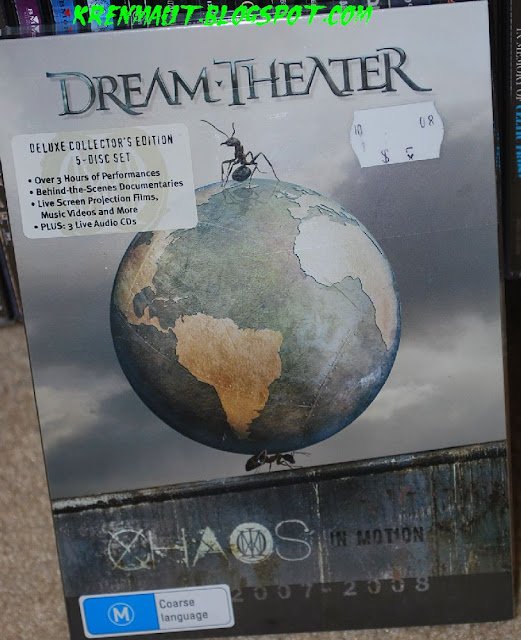 KRENMAUT.BLOGSPOT.COM
DREAM·THEATER
DELUXE COLLECTOR'S EDITION
5-DISC SET
• Over 3 Hours of Performances
• Behind-the-Scenes Documentaries
• Live Screen Projection Films,
Music Videos and More
• PLUS: 3 Live Audio CDs
10 08
$ 5
CHAOS IN MOTION
2007-2008
M Coarse
language